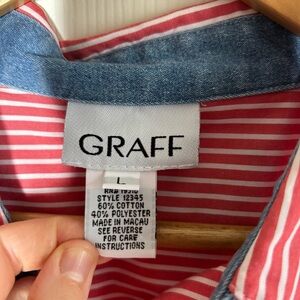 GRAFF
L
STYLE 12345
60% COTTON
40% POLYESTER
MADE IN MACAU
SEE REVERSE
FOR CARE
INSTRUCTIONS